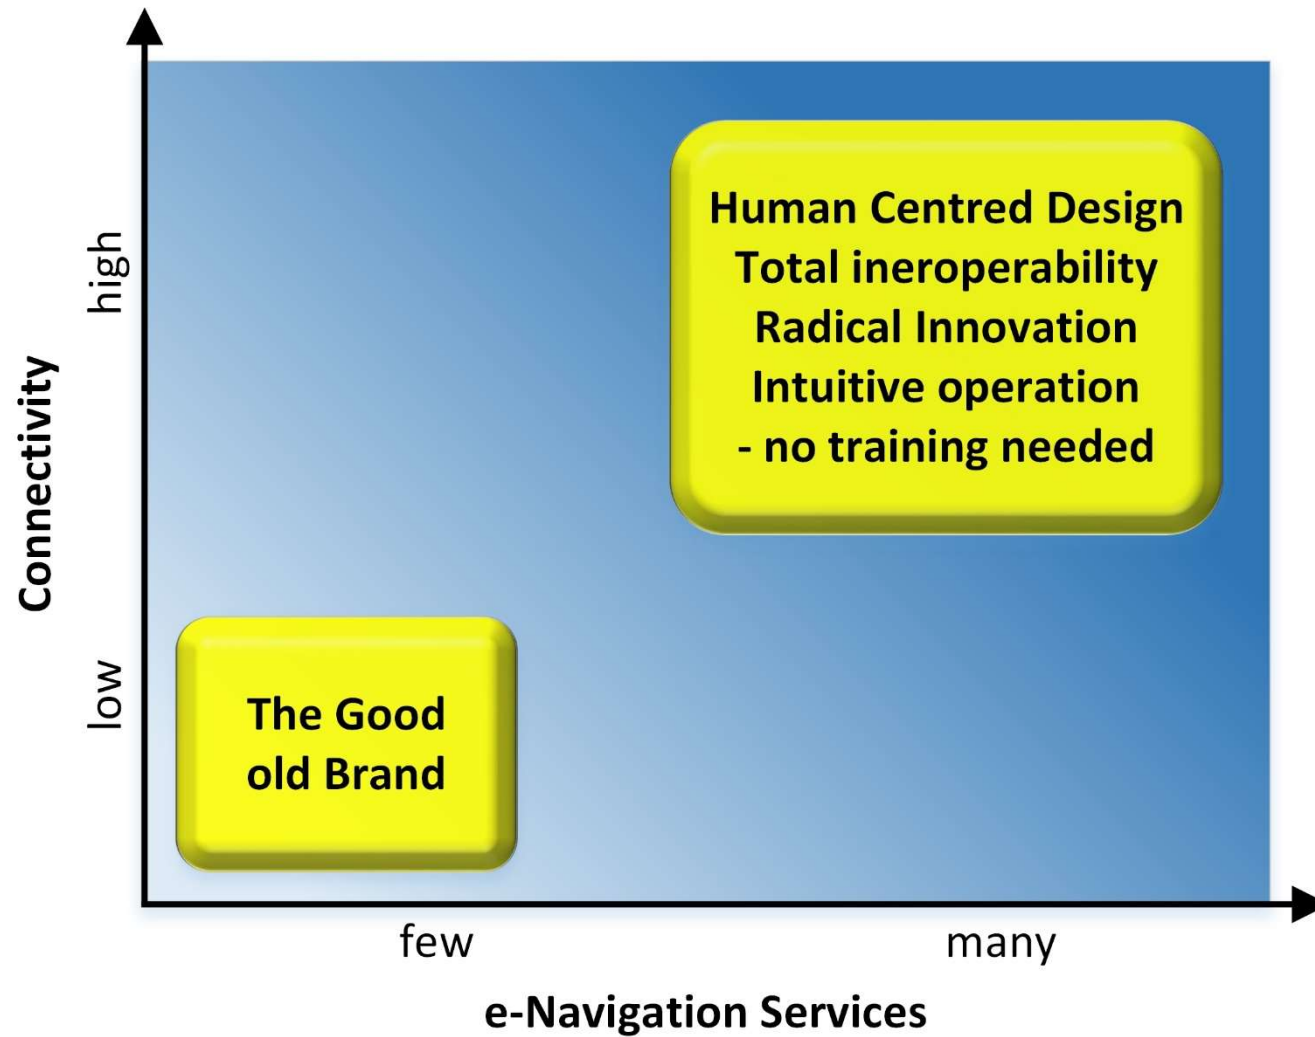 Human Centred Design
Total ineroperability
Radical Innovation
Intuitive operation
- no training needed
high
Connectivity
low
The Good
old Brand
few
many
e-Navigation Services